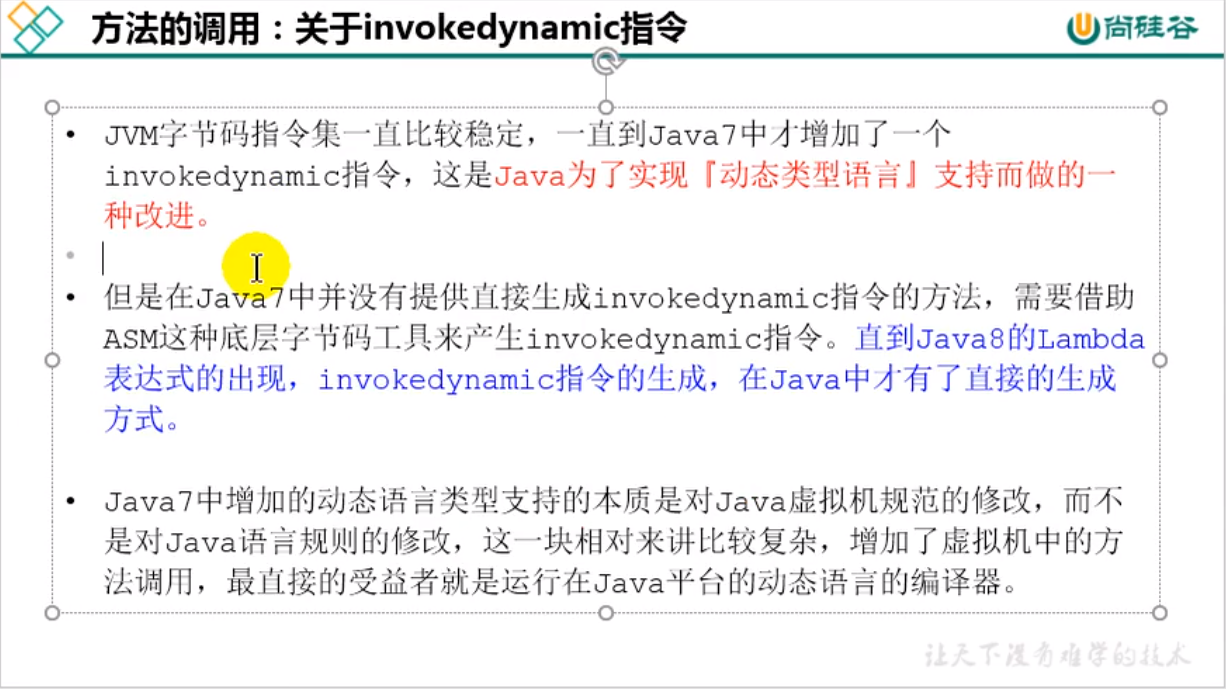 方法的调用：关于invokedynamic指令
尚硅谷
• JVM字节码指令集一直比较稳定，一直到Java7中才增加了一个
invokedynamic指令，这是Java为了实现『动态类型语言』支持而做的一
种改进。
• 但是在Java7中并没有提供直接生成invokedynamic指令的方法，需要借助
ASM这种底层字节码工具来产生invokedynamic指令。直到Java8的Lambda
表达式的出现，invokedynamic指令的生成，在Java中才有了直接的生成
方式。
• Java7中增加的动态语言类型支持的本质是对Java虚拟机规范的修改，而不
是对Java语言规则的修改，这一块相对来讲比较复杂，增加了虚拟机中的方
法调用，最直接的受益者就是运行在Java平台的动态语言的编译器。
让天下没有难学的技术